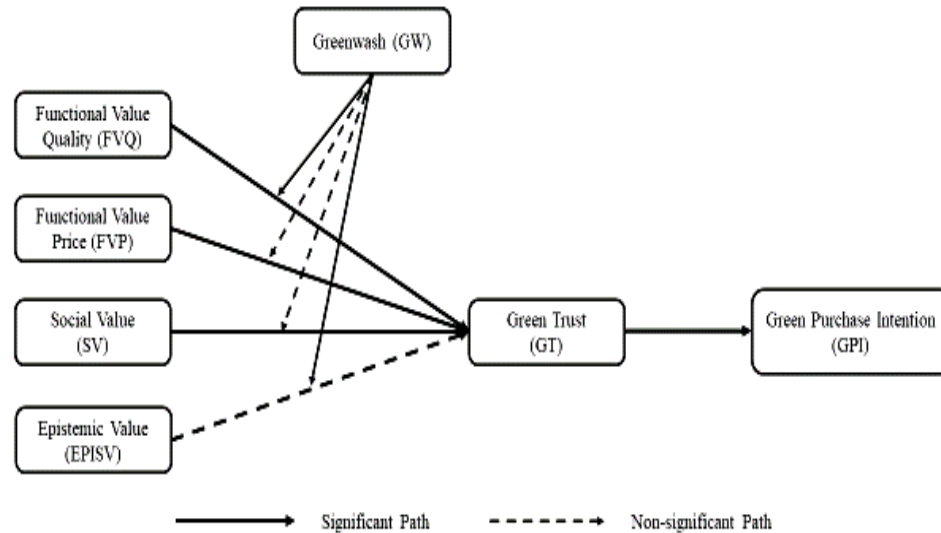 Greenwash (GW)
Functional Value
Quality (FVQ)
Functional Value
Price (FVP)
Social Value
(SV)
Green Trust
(GT)
Green Purchase Intention
(GPI)
Epistemic Value
(EPISV)
Significant Path
Non-significant Path